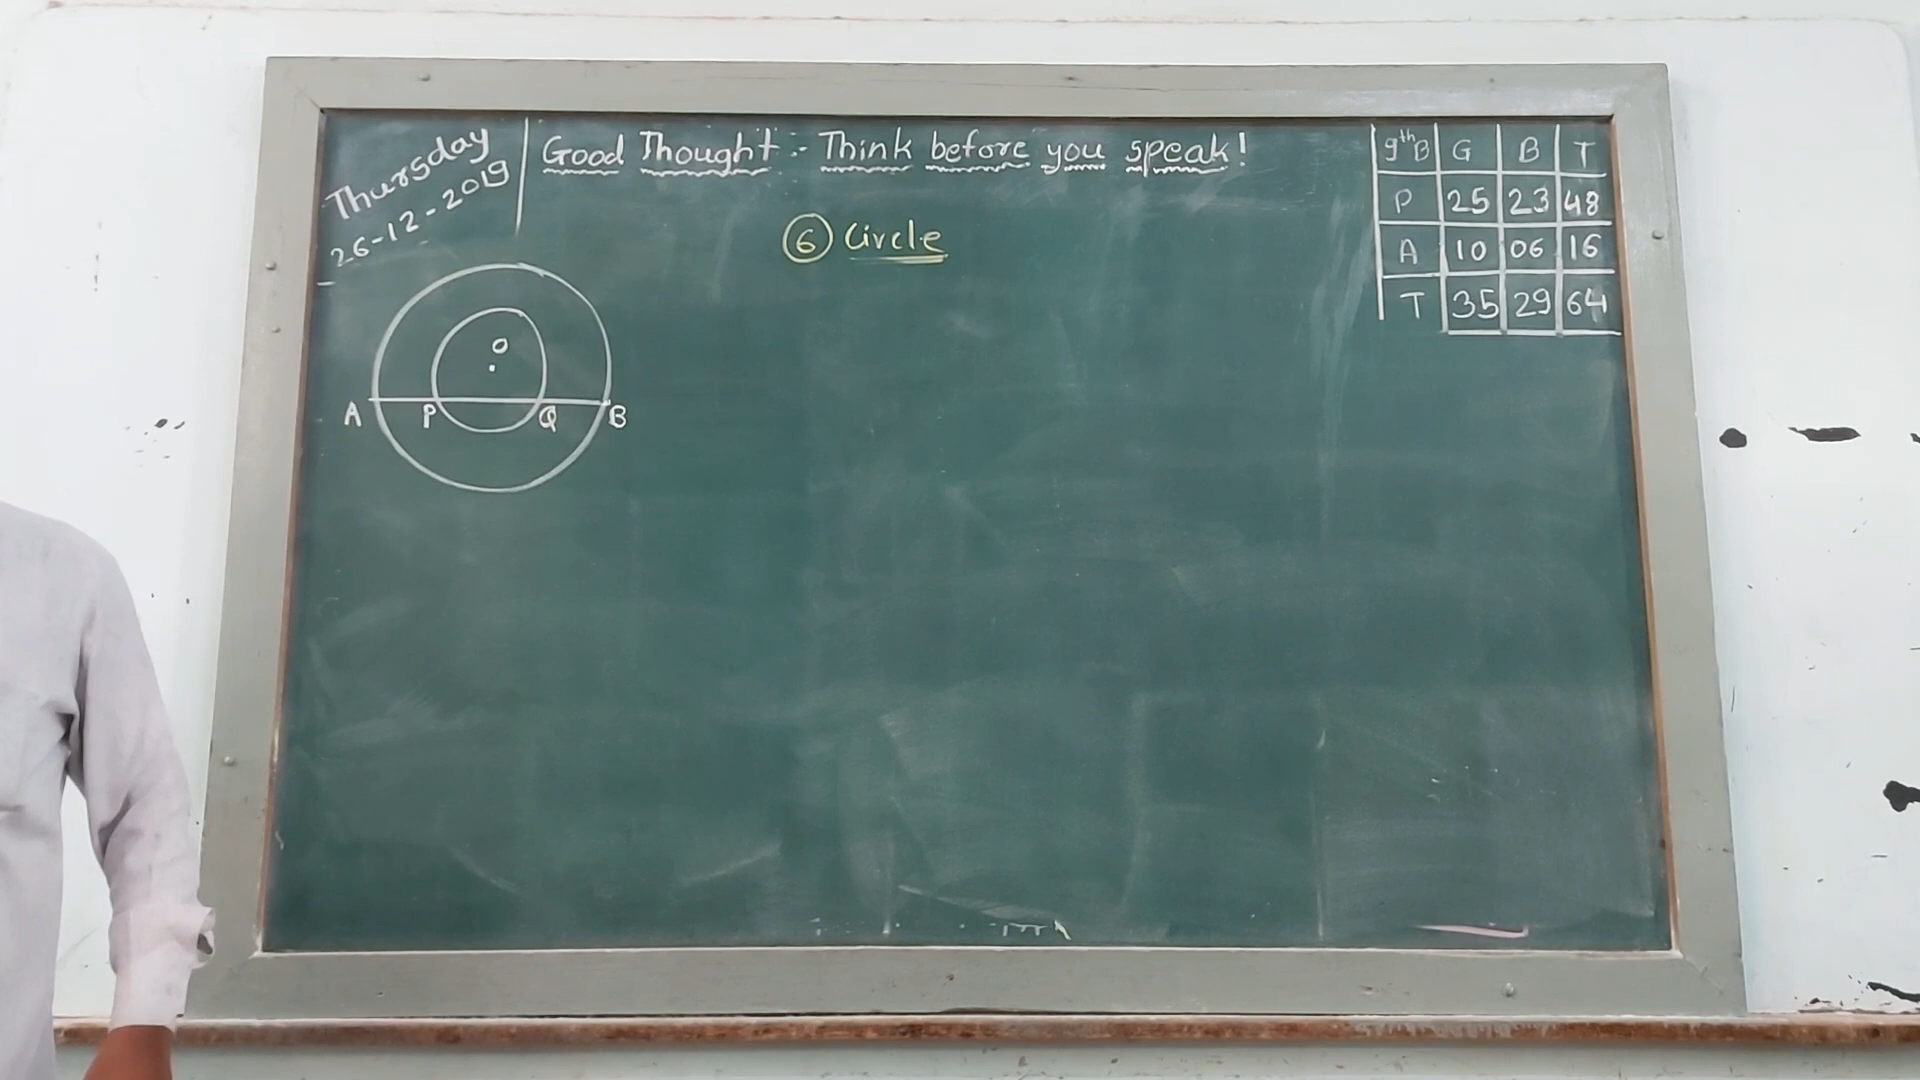 Thursday
26-12-2019
Good Thought :- Think before you speak!
6 Circle
9th B G B T
P 25 23 48
A 10 06 16
T 35 29 64
O
A P Q B